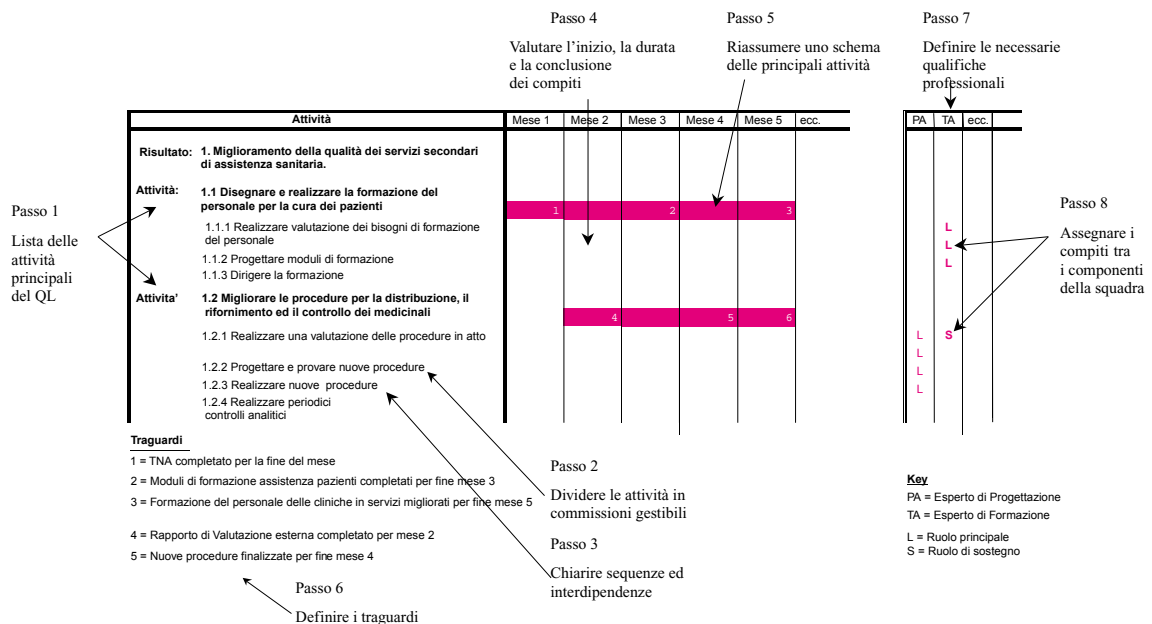 Passo 4
Valutare l'inizio, la durata
e la conclusione
dei compiti
Passo 5
Riassumere uno schema
delle principali attività
Passo 7
Definire le necessarie
qualifiche
professionali
Attività
Mese 1
Mese 2
Mese 3
Mese 4
Mese 5
ecc.
PA
TA
ecc.
Passo 1
Lista delle
attività
principali
del QL
Risultato: 1. Miglioramento della qualità dei servizi secondari
di assistenza sanitaria.
Attività: 1.1 Disegnare e realizzare la formazione del
personale per la cura dei pazienti
1 2 3
1.1.1 Realizzare valutazione dei bisogni di formazione
del personale
L
1.1.2 Progettare moduli di formazione
L
1.1.3 Dirigere la formazione
L
Attivita' 1.2 Migliorare le procedure per la distribuzione, il
rifornimento ed il controllo dei medicinali
4 5 6
1.2.1 Realizzare una valutazione delle procedure in atto
L S
1.2.2 Progettare e provare nuove procedure
L
1.2.3 Realizzare nuove procedure
L
1.2.4 Realizzare periodici
controlli analitici
L
Passo 8
Assegnare i
compiti tra
i componenti
della squadra
Traguardi
1 = TNA completato per la fine del mese
2 = Moduli di formazione assistenza pazienti completati per fine mese 3
3 = Formazione del personale delle cliniche in servizi migliorati per fine mese 5
4 = Rapporto di Valutazione esterna completato per mese 2
5 = Nuove procedure finalizzate per fine mese 4
Passo 2
Dividere le attività in
commissioni gestibili
Passo 3
Chiarire sequenze ed
interdipendenze
Passo 6
Definire i traguardi
Key
PA = Esperto di Progettazione
TA = Esperto di Formazione
L = Ruolo principale
S = Ruolo di sostegno